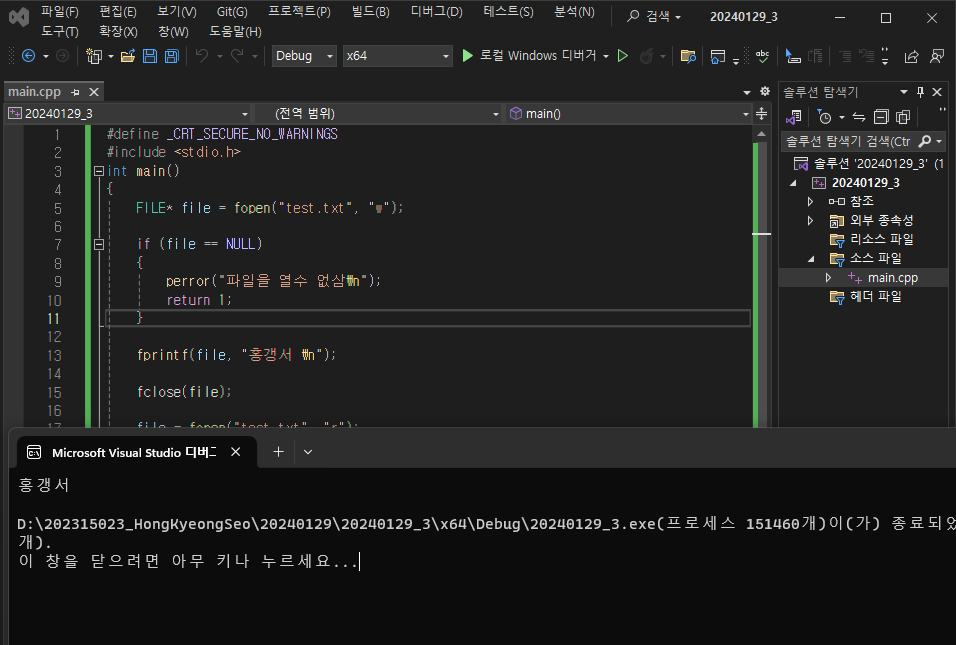 파일(F) 편집(E) 보기(V) Git(G) 프로젝트(P) 빌드(B) 디버그(D) 테스트(S) 분석(N) 검색 20240129_3
도구(T) 확장(X) 창(W) 도움말(H)
Debug x64 로컬 Windows 디버거
main.cpp
20240129_3 (전역 범위) main()
1 #define _CRT_SECURE_NO_WARNINGS
2 #include <stdio.h>
3 int main()
4 {
5 FILE* file = fopen("test.txt", "w");
6
7 if (file == NULL)
8 {
9 perror("파일을 열수 없삼₩n");
10 return 1;
11 }
12
13 fprintf(file, "홍갱서 ₩n");
14
15 fclose(file);
16
17 file = fopen("test.txt", "r");
솔루션 탐색기
솔루션 탐색기 검색(Ctr
솔루션 '20240129_3' (1
20240129_3
참조
외부 종속성
리소스 파일
소스 파일
main.cpp
헤더 파일
Microsoft Visual Studio 디버그
홍갱서
D:\202315023_HongKyeongSeo\20240129\20240129_3\x64\Debug\20240129_3.exe(프로세스 151460개)이(가) 종료되었
개).
이 창을 닫으려면 아무 키나 누르세요...